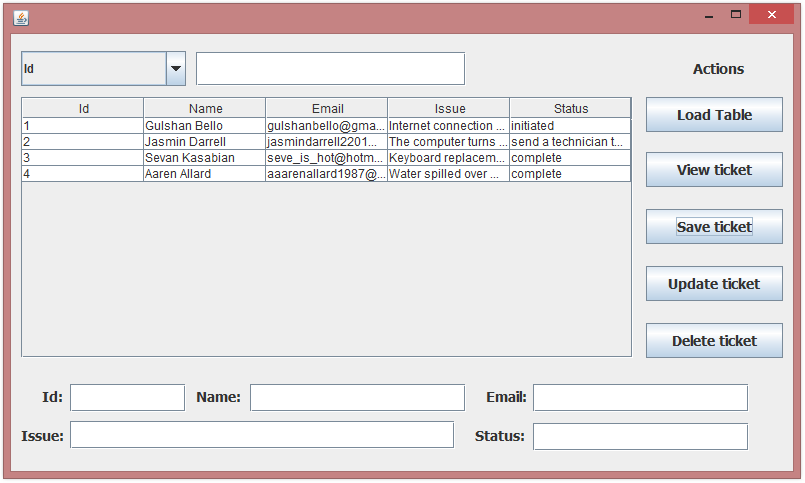 Id
Actions
Id Name Email Issue Status
1 Gulshan Bello gulshanbello@gma... Internet connection ... initiated
2 Jasmin Darrell jasmindarrell2201... The computer turns ... send a technician t...
3 Sevan Kasabian seve_is_hot@hotm... Keyboard replacem... complete
4 Aaren Allard aaarenallard1987@... Water spilled over ... complete
Load Table
View ticket
Save ticket
Update ticket
Delete ticket
Id: Name: Email:
Issue: Status: